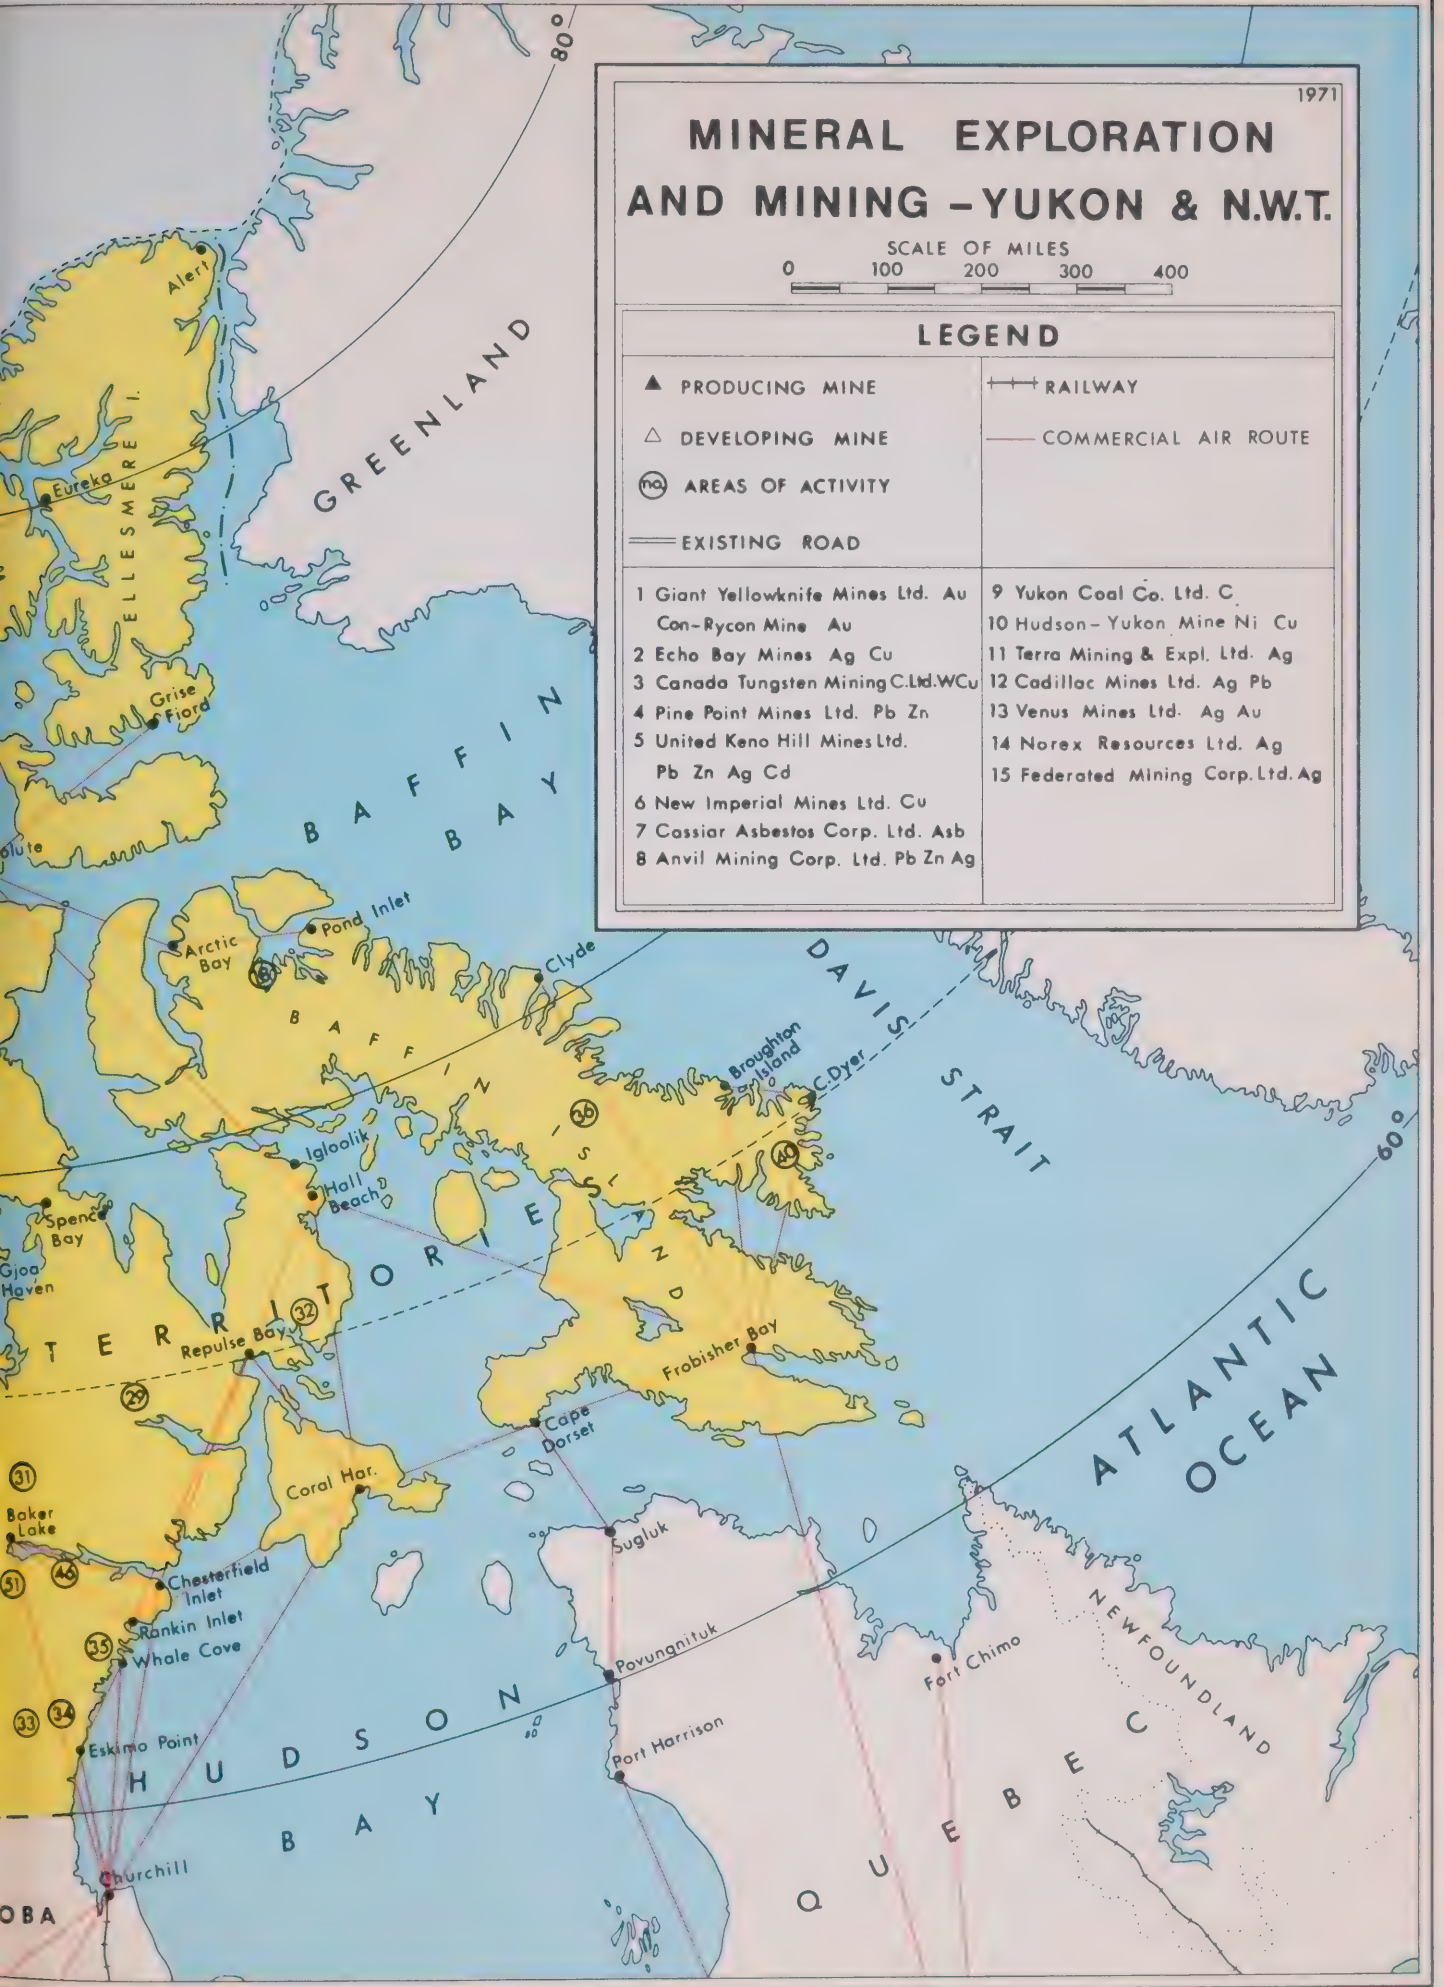 1971
MINERAL EXPLORATION
AND MINING – YUKON & N.W.T.
SCALE OF MILES
0 100 200 300 400
LEGEND
PRODUCING MINE
DEVELOPING MINE
no. AREAS OF ACTIVITY
EXISTING ROAD
RAILWAY
COMMERCIAL AIR ROUTE
1 Giant Yellowknife Mines Ltd. Au
Con-Rycon Mine Au
2 Echo Bay Mines Ag Cu
3 Canada Tungsten Mining C.Ltd. W Cu
4 Pine Point Mines Ltd. Pb Zn
5 United Keno Hill Mines Ltd.
Pb Zn Ag Cd
6 New Imperial Mines Ltd. Cu
7 Cassiar Asbestos Corp. Ltd. Asb
8 Anvil Mining Corp. Ltd. Pb Zn Ag
9 Yukon Coal Co. Ltd. C
10 Hudson-Yukon Mine Ni Cu
11 Terra Mining & Expl. Ltd. Ag
12 Cadillac Mines Ltd. Ag Pb
13 Venus Mines Ltd. Ag Au
14 Norex Resources Ltd. Ag
15 Federated Mining Corp. Ltd. Ag
80°
Alert
GREENLAND
ELLESMERE I.
Eureka
Grise
Fiord
BAFFIN
BAY
olute
Arctic
Bay
Pond Inlet
Clyde
DAVIS
STRAIT
BAFFIN ISLAND
36
Broughton
Island
C. Dyer
40
60°
Igloolik
Hall
Beach
Spence
Bay
Gjoa
Haven
TERRITORIES
32
Repulse Bay
29
Frobisher Bay
Cape
Dorset
Coral Har.
31
Baker
Lake
51
46
Chesterfield
Inlet
Rankin Inlet
35
Whale Cove
33
34
Eskimo Point
HUDSON
BAY
Churchill
OBA
Sugluk
Povungnituk
Port Harrison
Fort Chimo
QUEBEC
NEWFOUNDLAND
ATLANTIC
OCEAN